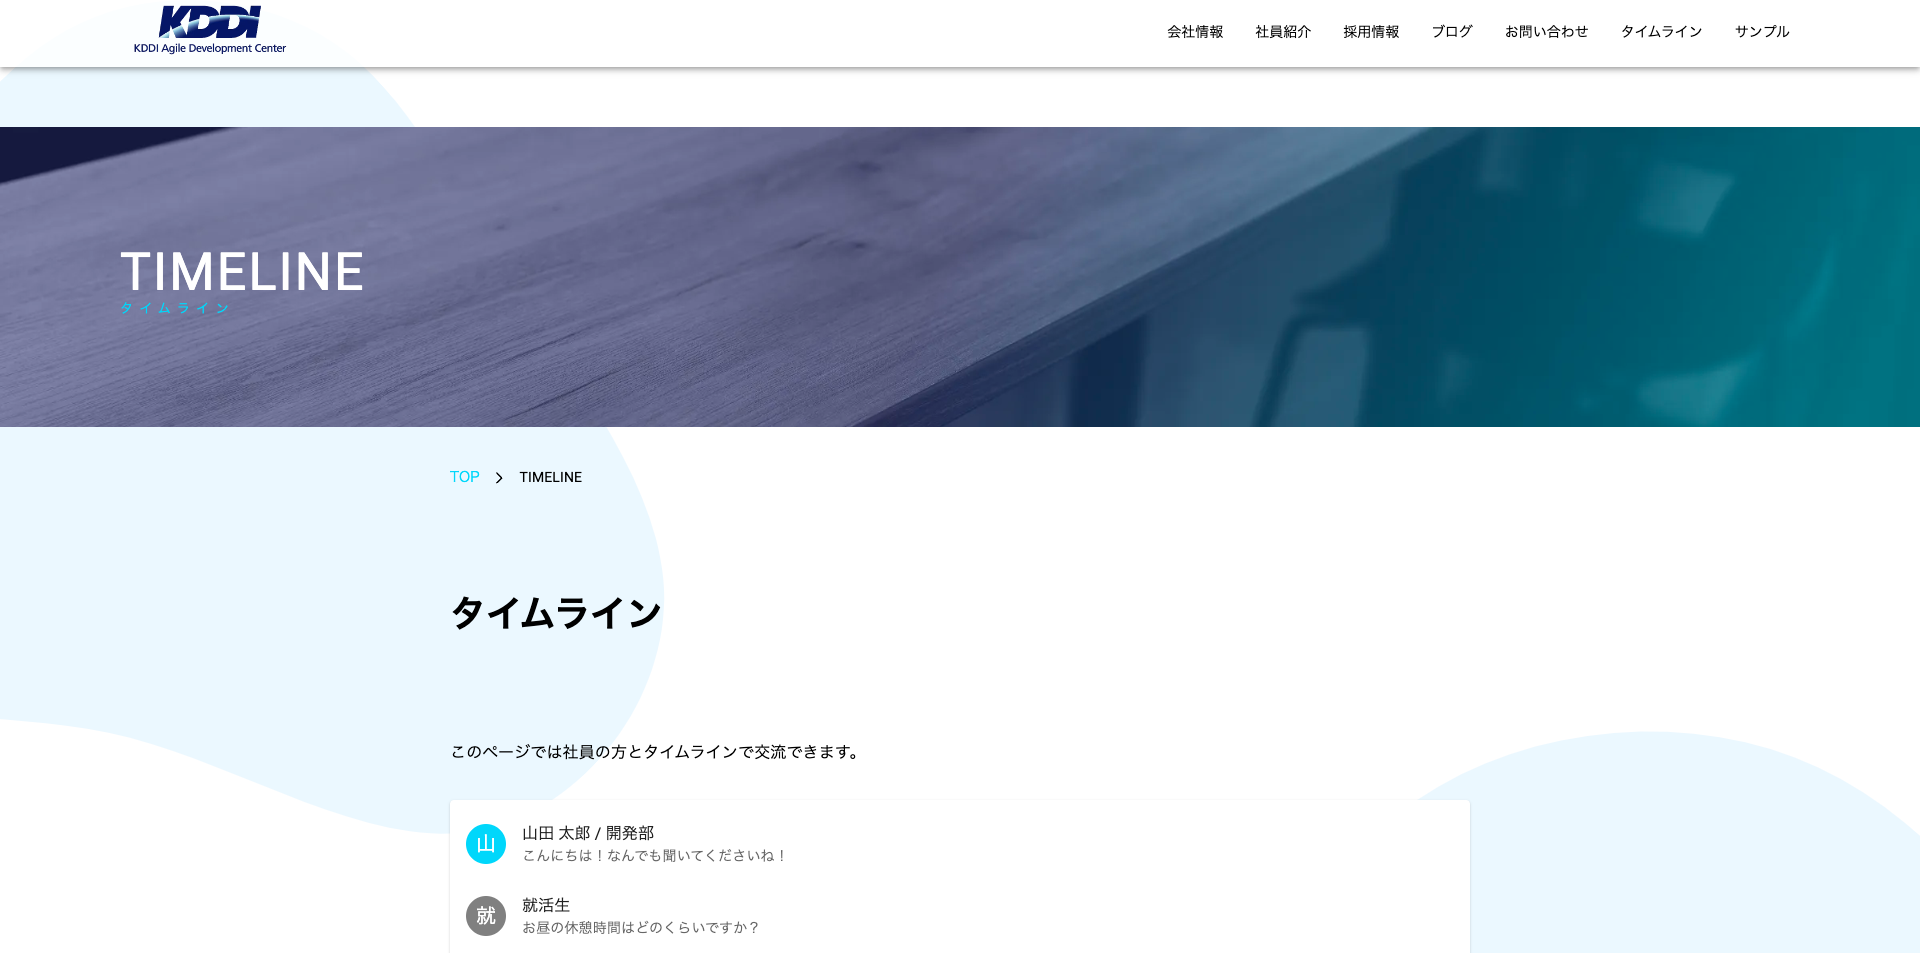 KDDI
KDDI Agile Development Center
会社情報 社員紹介 採用情報 ブログ お問い合わせ タイムライン サンプル
TIMELINE
タイムライン
TOP > TIMELINE
タイムライン
このページでは社員の方とタイムラインで交流できます。
山
山田 太郎 / 開発部
こんにちは！なんでも聞いてくださいね！
就
就活生
お昼の休憩時間はどのくらいですか？